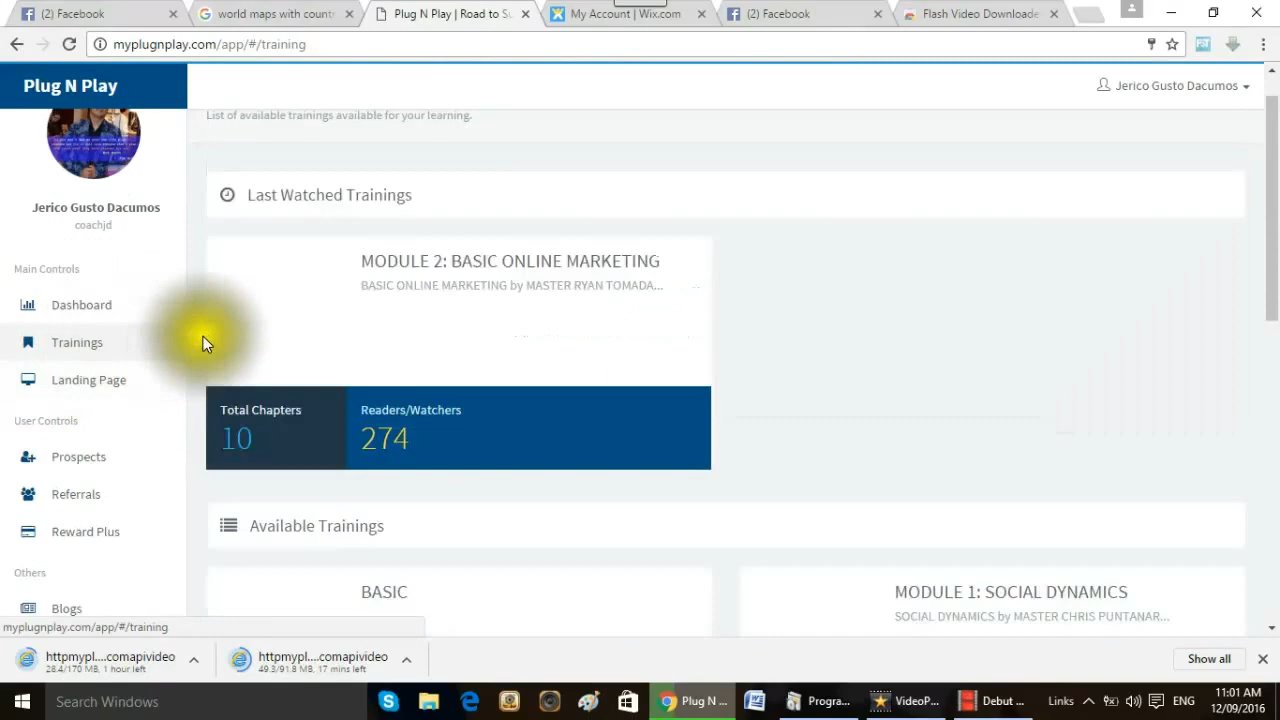 (2) Facebook
world maps with count
Plug N Play | Road to Su
My Account | Wix.com
(2) Facebook
Flash Video Downloade
myplugnplay.com/app/#/training
Plug N Play
Jerico Gusto Dacumos
List of available trainings available for your learning.
Jerico Gusto Dacumos
coachjd
Main Controls
Dashboard
Trainings
Landing Page
User Controls
Prospects
Referrals
Reward Plus
Others
Blogs
Last Watched Trainings
MODULE 2: BASIC ONLINE MARKETING
BASIC ONLINE MARKETING by MASTER RYAN TOMADA...
Total Chapters
10
Readers/Watchers
274
Available Trainings
BASIC
MODULE 1: SOCIAL DYNAMICS
SOCIAL DYNAMICS by MASTER CHRIS PUNTANAR...
myplugnplay.com/app/#/training
httpmypl....comapivideo
28.4/170 MB, 1 hour left
httpmypl....comapivideo
49.3/91.8 MB, 17 mins left
Show all
Search Windows
Plug N ...
Progra...
VideoP...
Debut ...
Links
ENG
11:01 AM
12/09/2016